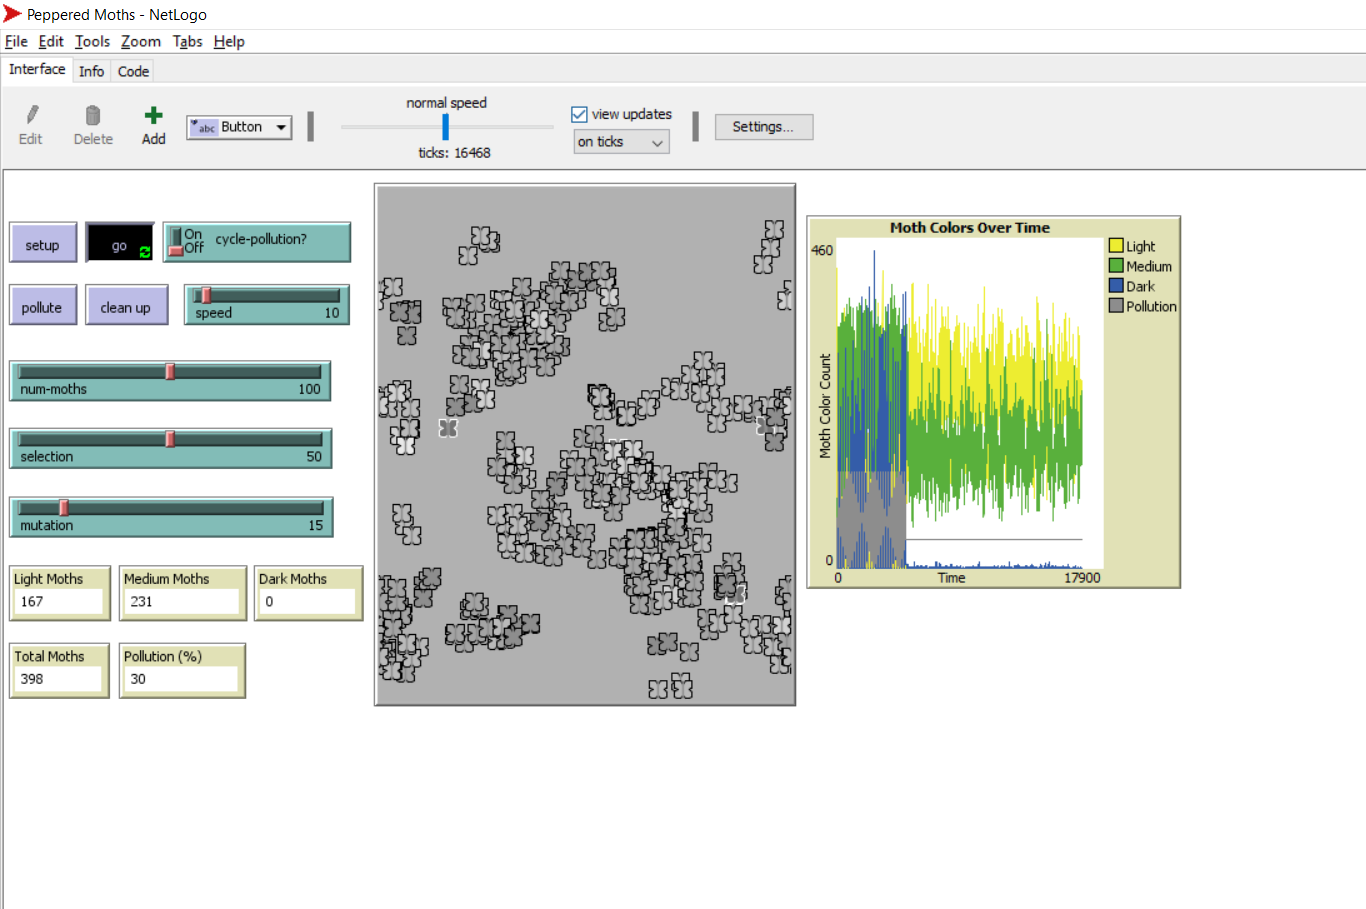 Peppered Moths - NetLogo
File Edit Tools Zoom Tabs Help
Interface Info Code
normal speed
view updates
Edit Delete Add abc Button on ticks Settings...
ticks: 16468
setup go On Off cycle-pollution?
pollute clean up speed 10
num-moths 100
selection 50
mutation 15
Light Moths Medium Moths Dark Moths
167 231 0
Total Moths Pollution (%)
398 30
Moth Colors Over Time
460
Moth Color Count
0
0 Time 17900
Light
Medium
Dark
Pollution